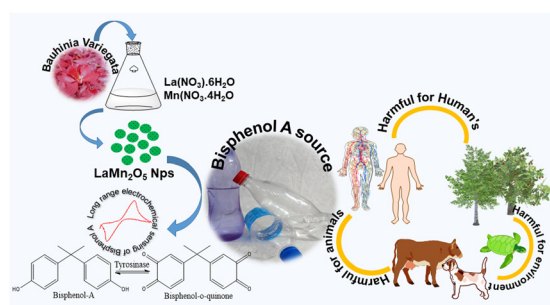 Bauhinia Variegata
La(NO₃).6H₂O
Mn(NO₃.4H₂O
LaMn₂O₅ Nps
Long range electrochemical
sensing of Bisphenol A
HO
OH
Bisphenol-A
Tyrosinase
O
O
O
O
Bisphenol-o-quinone
Bisphenol A source
Harmful for Human's
Harmful for animals
Harmful for environment